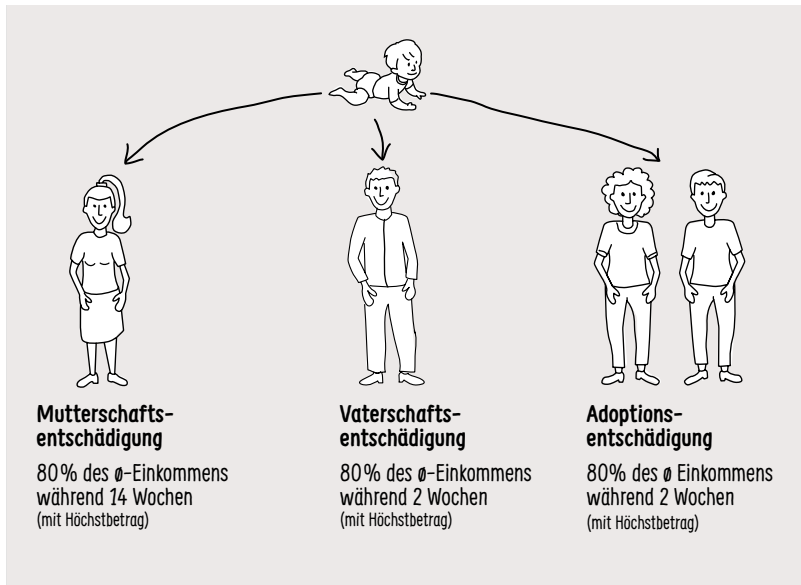 Mutterschafts-
entschädigung
80% des ø-Einkommens
während 14 Wochen
(mit Höchstbetrag)
Vaterschafts-
entschädigung
80% des ø-Einkommens
während 2 Wochen
(mit Höchstbetrag)
Adoptions-
entschädigung
80% des ø Einkommens
während 2 Wochen
(mit Höchstbetrag)